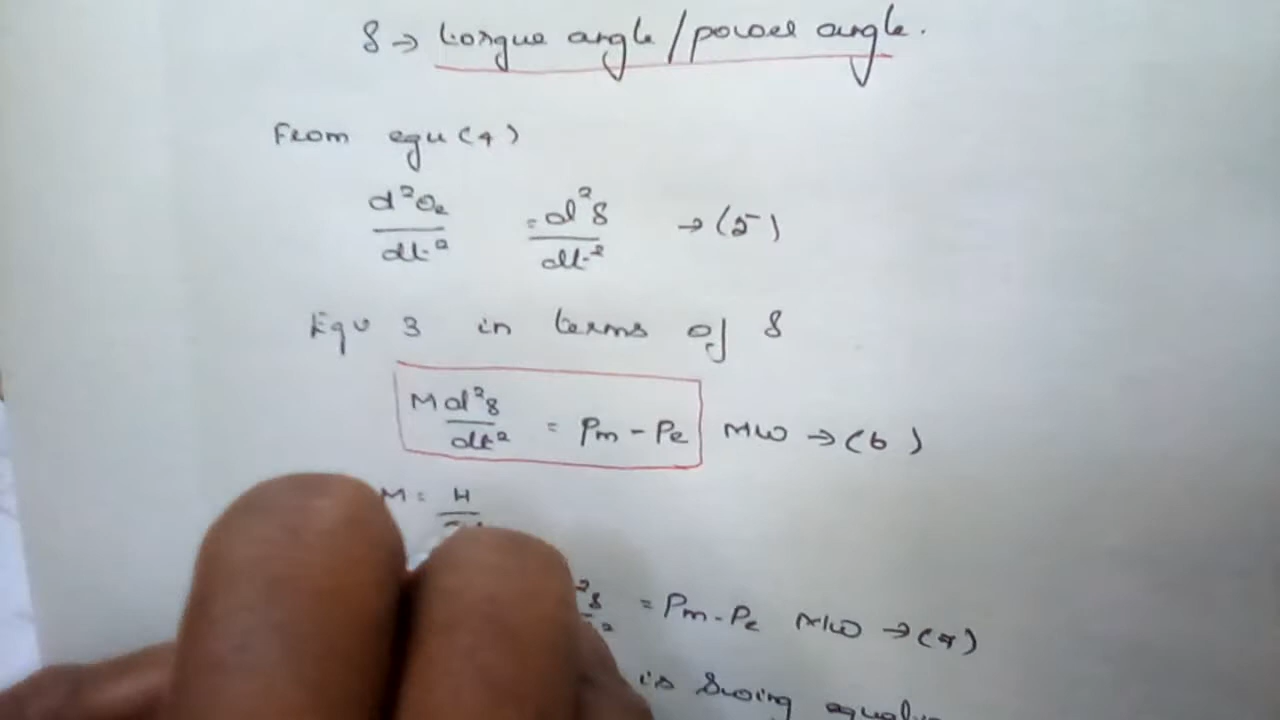 δ → torque angle / power angle.
From equ (4)
d²θe/dt² = d²δ/dt² → (5)
Equ 3 in terms of δ
M d²δ/dt² = Pm - Pe MW → (6)
M = H
²δ = Pm - Pe MW → (7)
is Swing